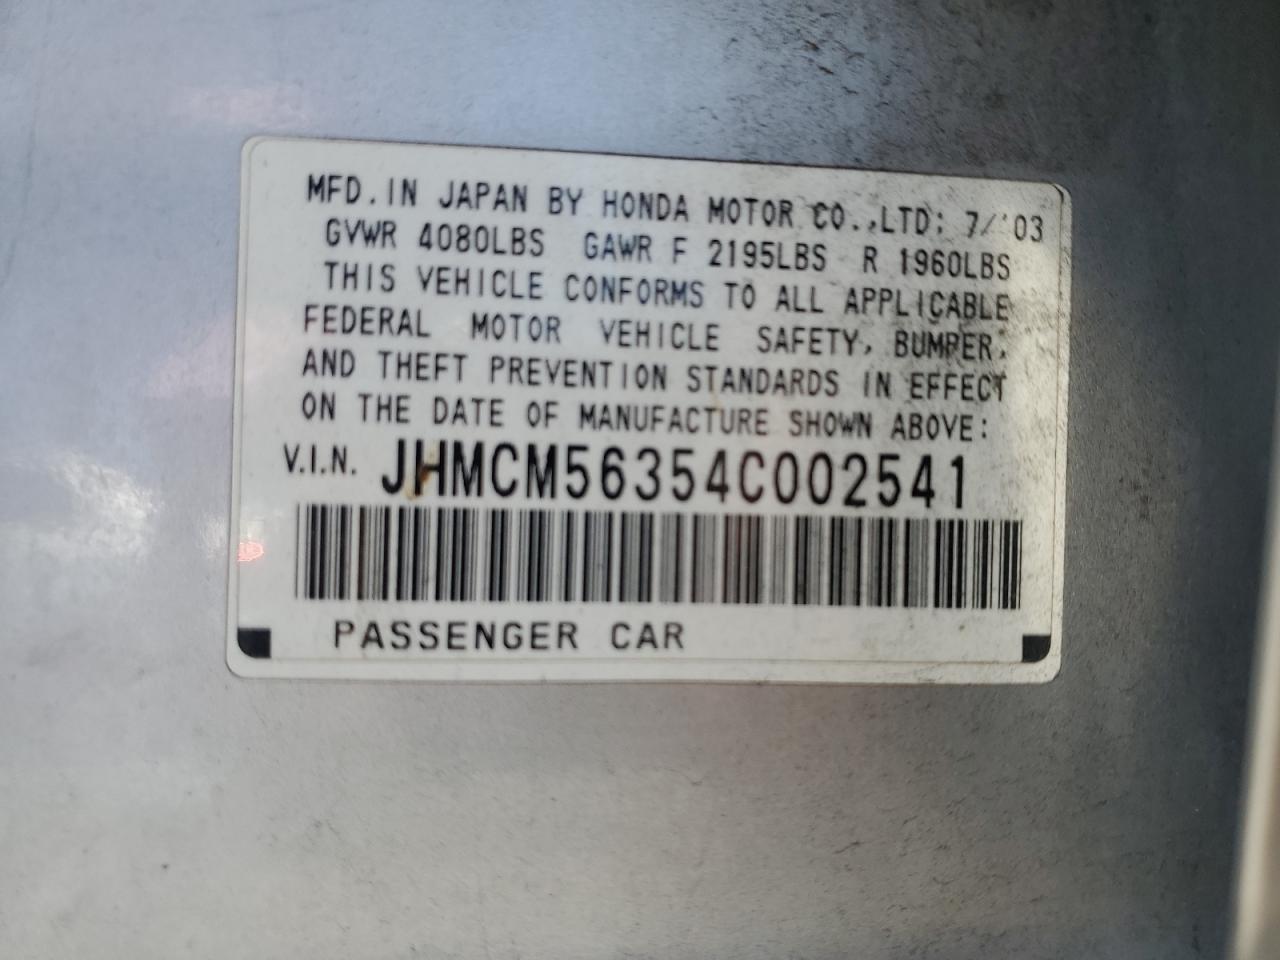 MFD. IN JAPAN BY HONDA MOTOR CO.,LTD: 7/'03
GVWR 4080LBS GAWR F 2195LBS R 1960LBS
THIS VEHICLE CONFORMS TO ALL APPLICABLE
FEDERAL MOTOR VEHICLE SAFETY, BUMPER,
AND THEFT PREVENTION STANDARDS IN EFFECT
ON THE DATE OF MANUFACTURE SHOWN ABOVE:
V.I.N. JHMCM56354C002541
PASSENGER CAR